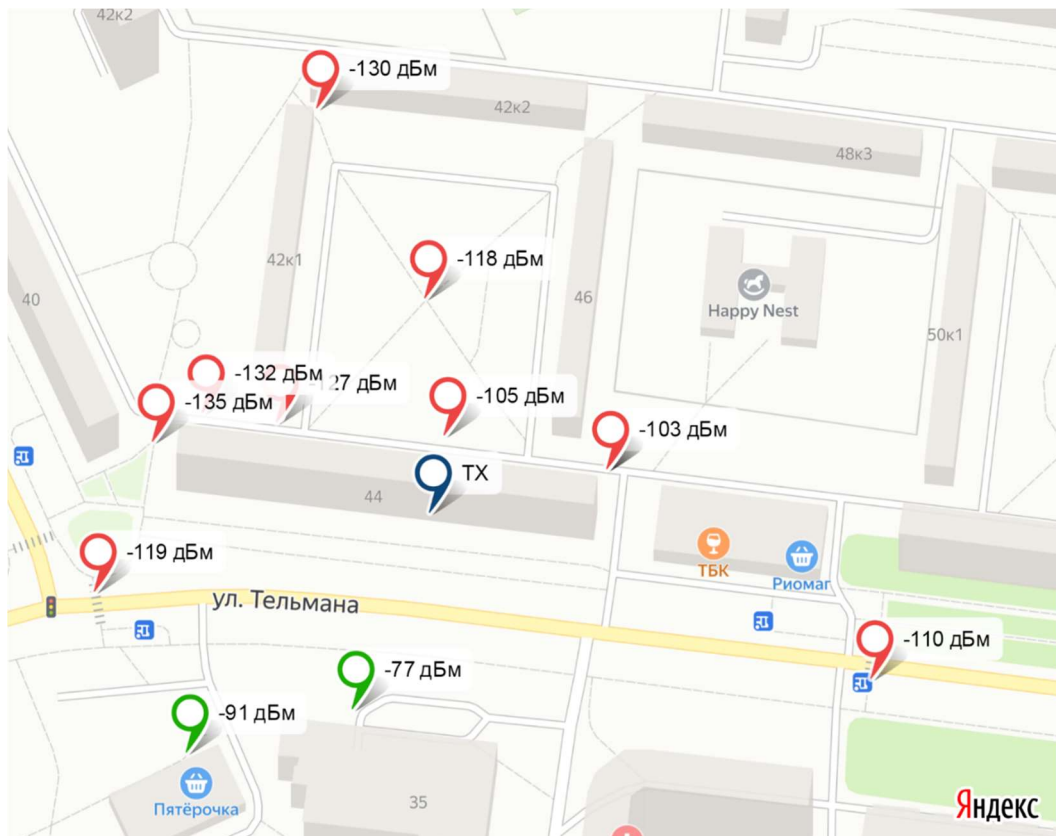 42к2
-130 дБм
42к2
48к3
-118 дБм
42к1
46
40
Happy Nest
50к1
-132 дБм
-127 дБм
-135 дБм
-105 дБм
-103 дБм
TX
44
-119 дБм
ТБК
Риомаг
ул. Тельмана
-110 дБм
-77 дБм
-91 дБм
Пятёрочка
35
Яндекс